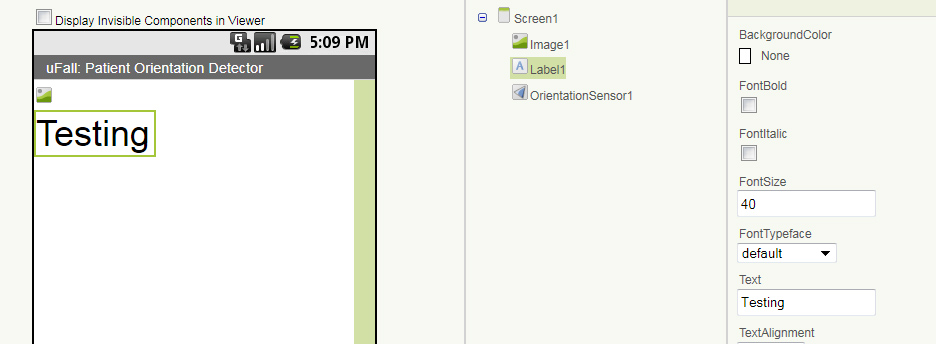 Display Invisible Components in Viewer
5:09 PM
uFall: Patient Orientation Detector
Testing
Screen1
Image1
Label1
OrientationSensor1
BackgroundColor
None
FontBold
FontItalic
FontSize
40
FontTypeface
default
Text
Testing
TextAlignment